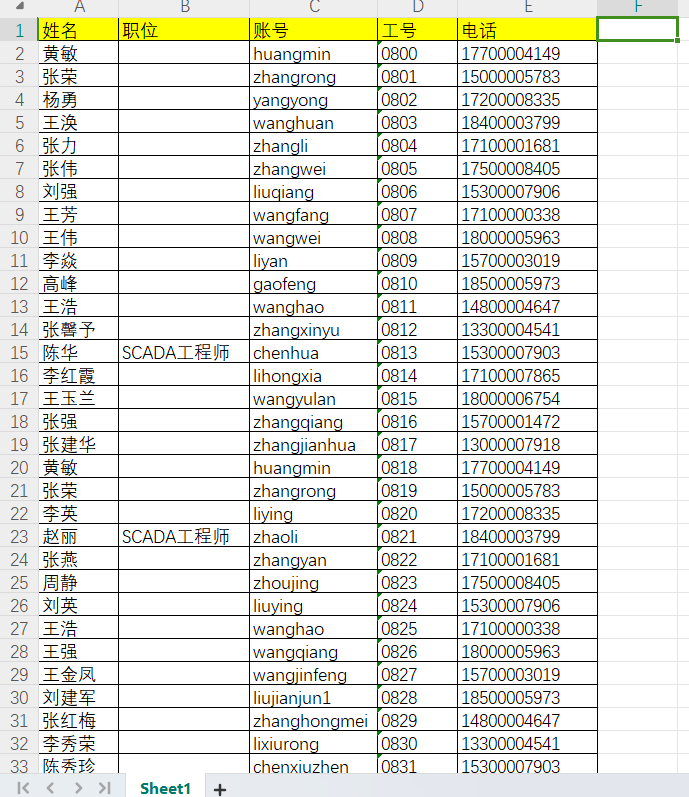 A B C D E F
1 姓名 职位 账号 工号 电话
2 黄敏 huangmin 0800 17700004149
3 张荣 zhangrong 0801 15000005783
4 杨勇 yangyong 0802 17200008335
5 王涣 wanghuan 0803 18400003799
6 张力 zhangli 0804 17100001681
7 张伟 zhangwei 0805 17500008405
8 刘强 liuqiang 0806 15300007906
9 王芳 wangfang 0807 17100000338
10 王伟 wangwei 0808 18000005963
11 李焱 liyan 0809 15700003019
12 高峰 gaofeng 0810 18500005973
13 王浩 wanghao 0811 14800004647
14 张馨予 zhangxinyu 0812 13300004541
15 陈华 SCADA工程师 chenhua 0813 15300007903
16 李红霞 lihongxia 0814 17100007865
17 王玉兰 wangyulan 0815 18000006754
18 张强 zhangqiang 0816 15700001472
19 张建华 zhangjianhua 0817 13000007918
20 黄敏 huangmin 0818 17700004149
21 张荣 zhangrong 0819 15000005783
22 李英 liying 0820 17200008335
23 赵丽 SCADA工程师 zhaoli 0821 18400003799
24 张燕 zhangyan 0822 17100001681
25 周静 zhoujing 0823 17500008405
26 刘英 liuying 0824 15300007906
27 王浩 wanghao 0825 17100000338
28 王强 wangqiang 0826 18000005963
29 王金凤 wangjinfeng 0827 15700003019
30 刘建军 liujianjun1 0828 18500005973
31 张红梅 zhanghongmei 0829 14800004647
32 李秀荣 lixiurong 0830 13300004541
33 陈秀珍 chenxiuzhen 0831 15300007903
Sheet1 +